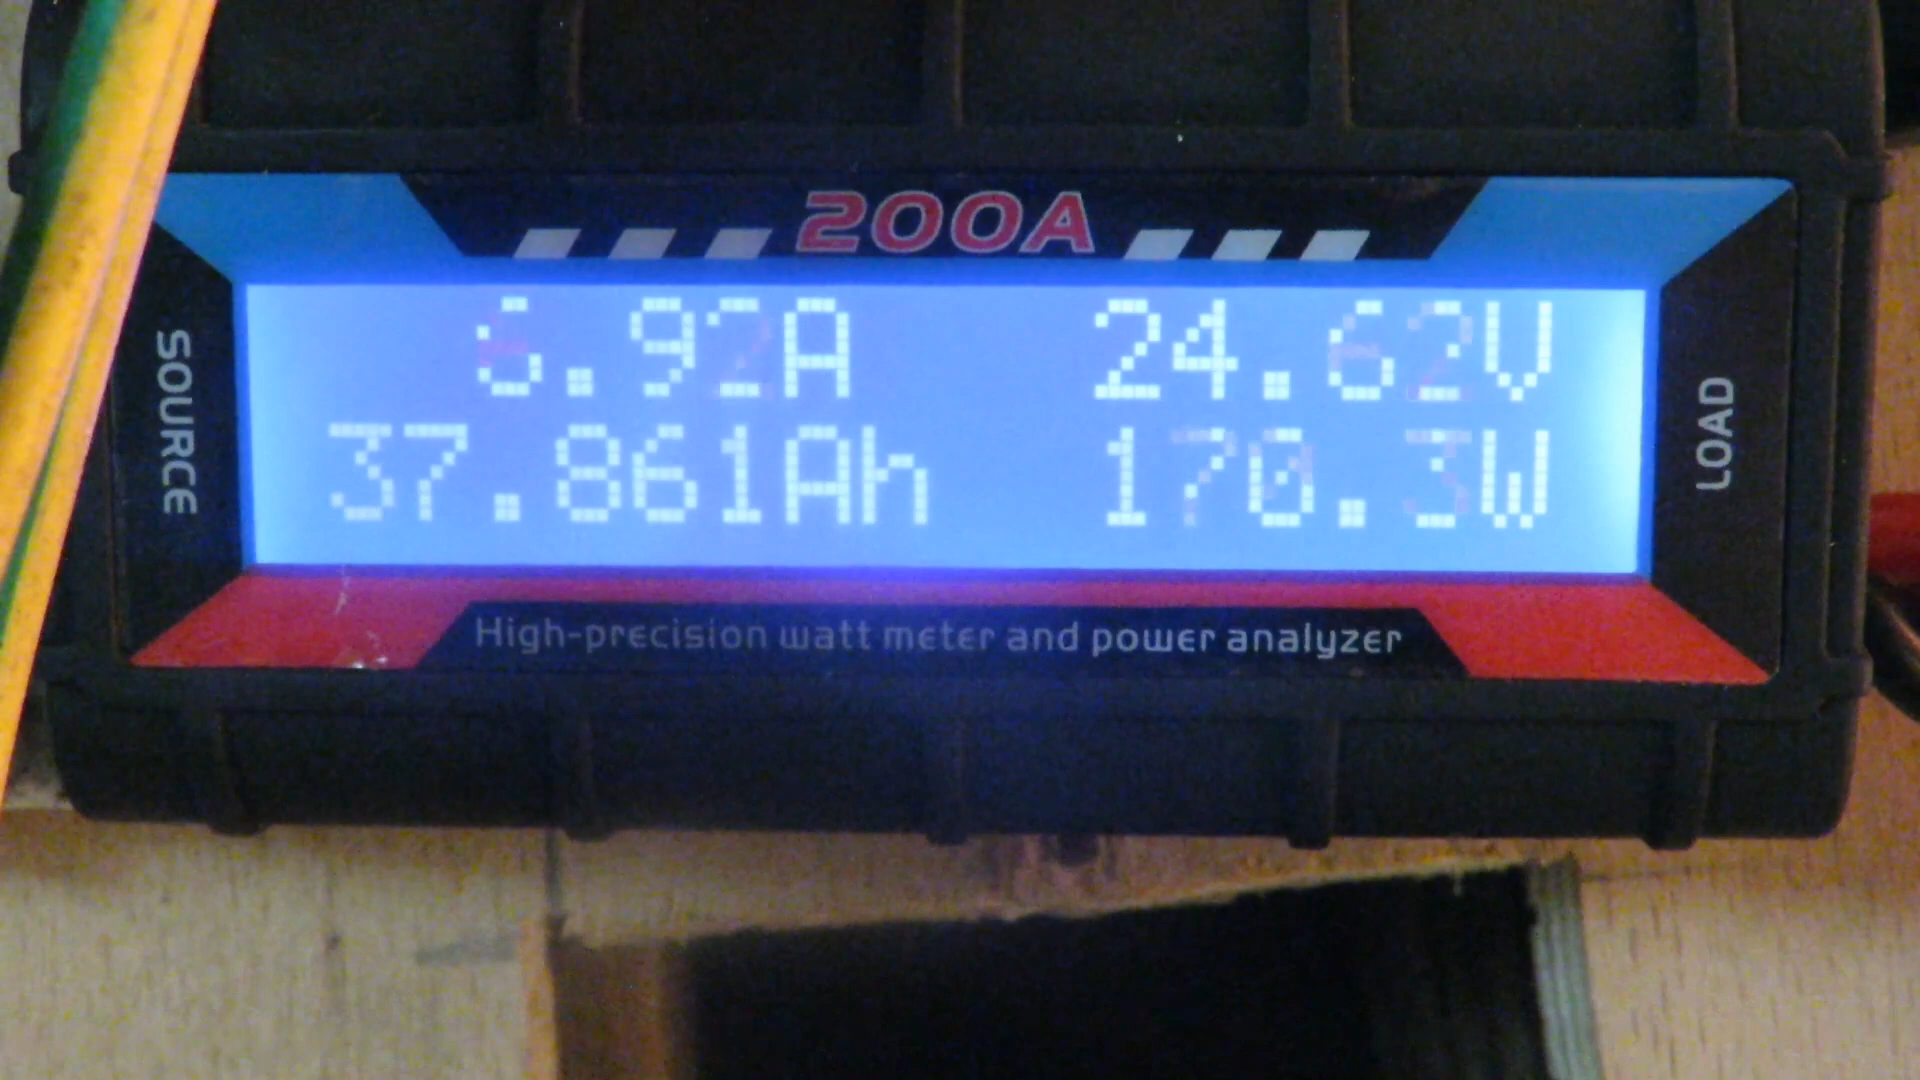 200A
SOURCE
6.92A 24.62V
37.861Ah 170.3W
LOAD
High-precision watt meter and power analyzer